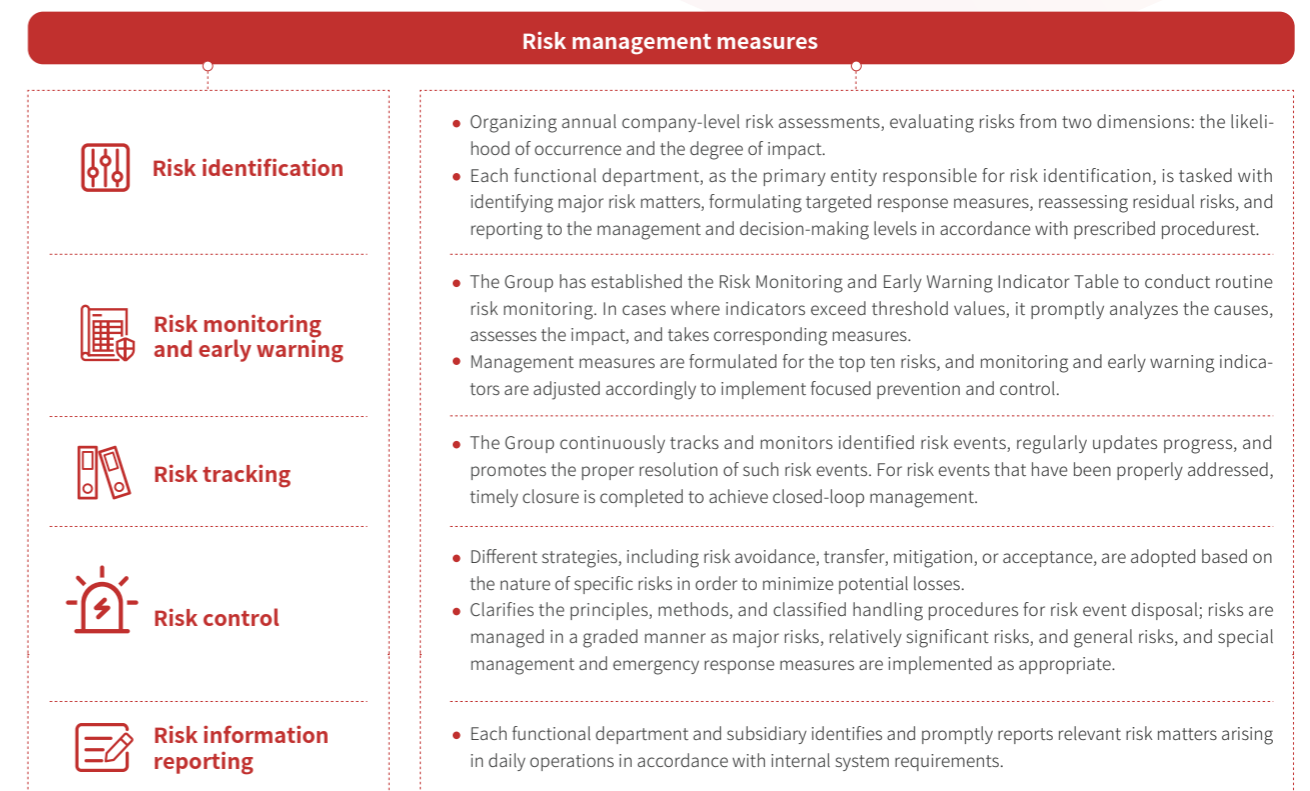 Risk management measures
Risk identification
• Organizing annual company-level risk assessments, evaluating risks from two dimensions: the likeli-
hood of occurrence and the degree of impact.
• Each functional department, as the primary entity responsible for risk identification, is tasked with
identifying major risk matters, formulating targeted response measures, reassessing residual risks, and
reporting to the management and decision-making levels in accordance with prescribed procedurest.
Risk monitoring
and early warning
• The Group has established the Risk Monitoring and Early Warning Indicator Table to conduct routine
risk monitoring. In cases where indicators exceed threshold values, it promptly analyzes the causes,
assesses the impact, and takes corresponding measures.
• Management measures are formulated for the top ten risks, and monitoring and early warning indica-
tors are adjusted accordingly to implement focused prevention and control.
Risk tracking
• The Group continuously tracks and monitors identified risk events, regularly updates progress, and
promotes the proper resolution of such risk events. For risk events that have been properly addressed,
timely closure is completed to achieve closed-loop management.
Risk control
• Different strategies, including risk avoidance, transfer, mitigation, or acceptance, are adopted based on
the nature of specific risks in order to minimize potential losses.
• Clarifies the principles, methods, and classified handling procedures for risk event disposal; risks are
managed in a graded manner as major risks, relatively significant risks, and general risks, and special
management and emergency response measures are implemented as appropriate.
Risk information
reporting
• Each functional department and subsidiary identifies and promptly reports relevant risk matters arising
in daily operations in accordance with internal system requirements.